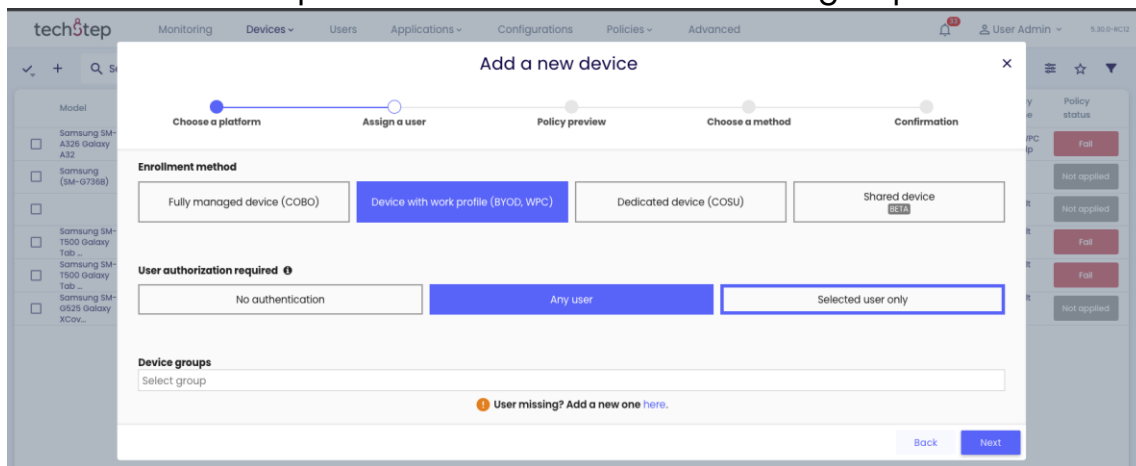 techstep Monitoring Devices Users Applications Configurations Policies Advanced 33 User Admin 5.30.0-RC12
Add a new device
Choose a platform Assign a user Policy preview Choose a method Confirmation
Model Policy status
Samsung SM-A326 Galaxy A32 Fail
Samsung (SM-G736B) Not applied
Not applied
Samsung SM-T500 Galaxy Tab ... Fail
Samsung SM-T500 Galaxy Tab ... Fail
Samsung SM-G525 Galaxy XCov... Not applied
Enrollment method
Fully managed device (COBO) Device with work profile (BYOD, WPC) Dedicated device (COSU) Shared device BETA
User authorization required
No authentication Any user Selected user only
Device groups
Select group
User missing? Add a new one here.
Back Next